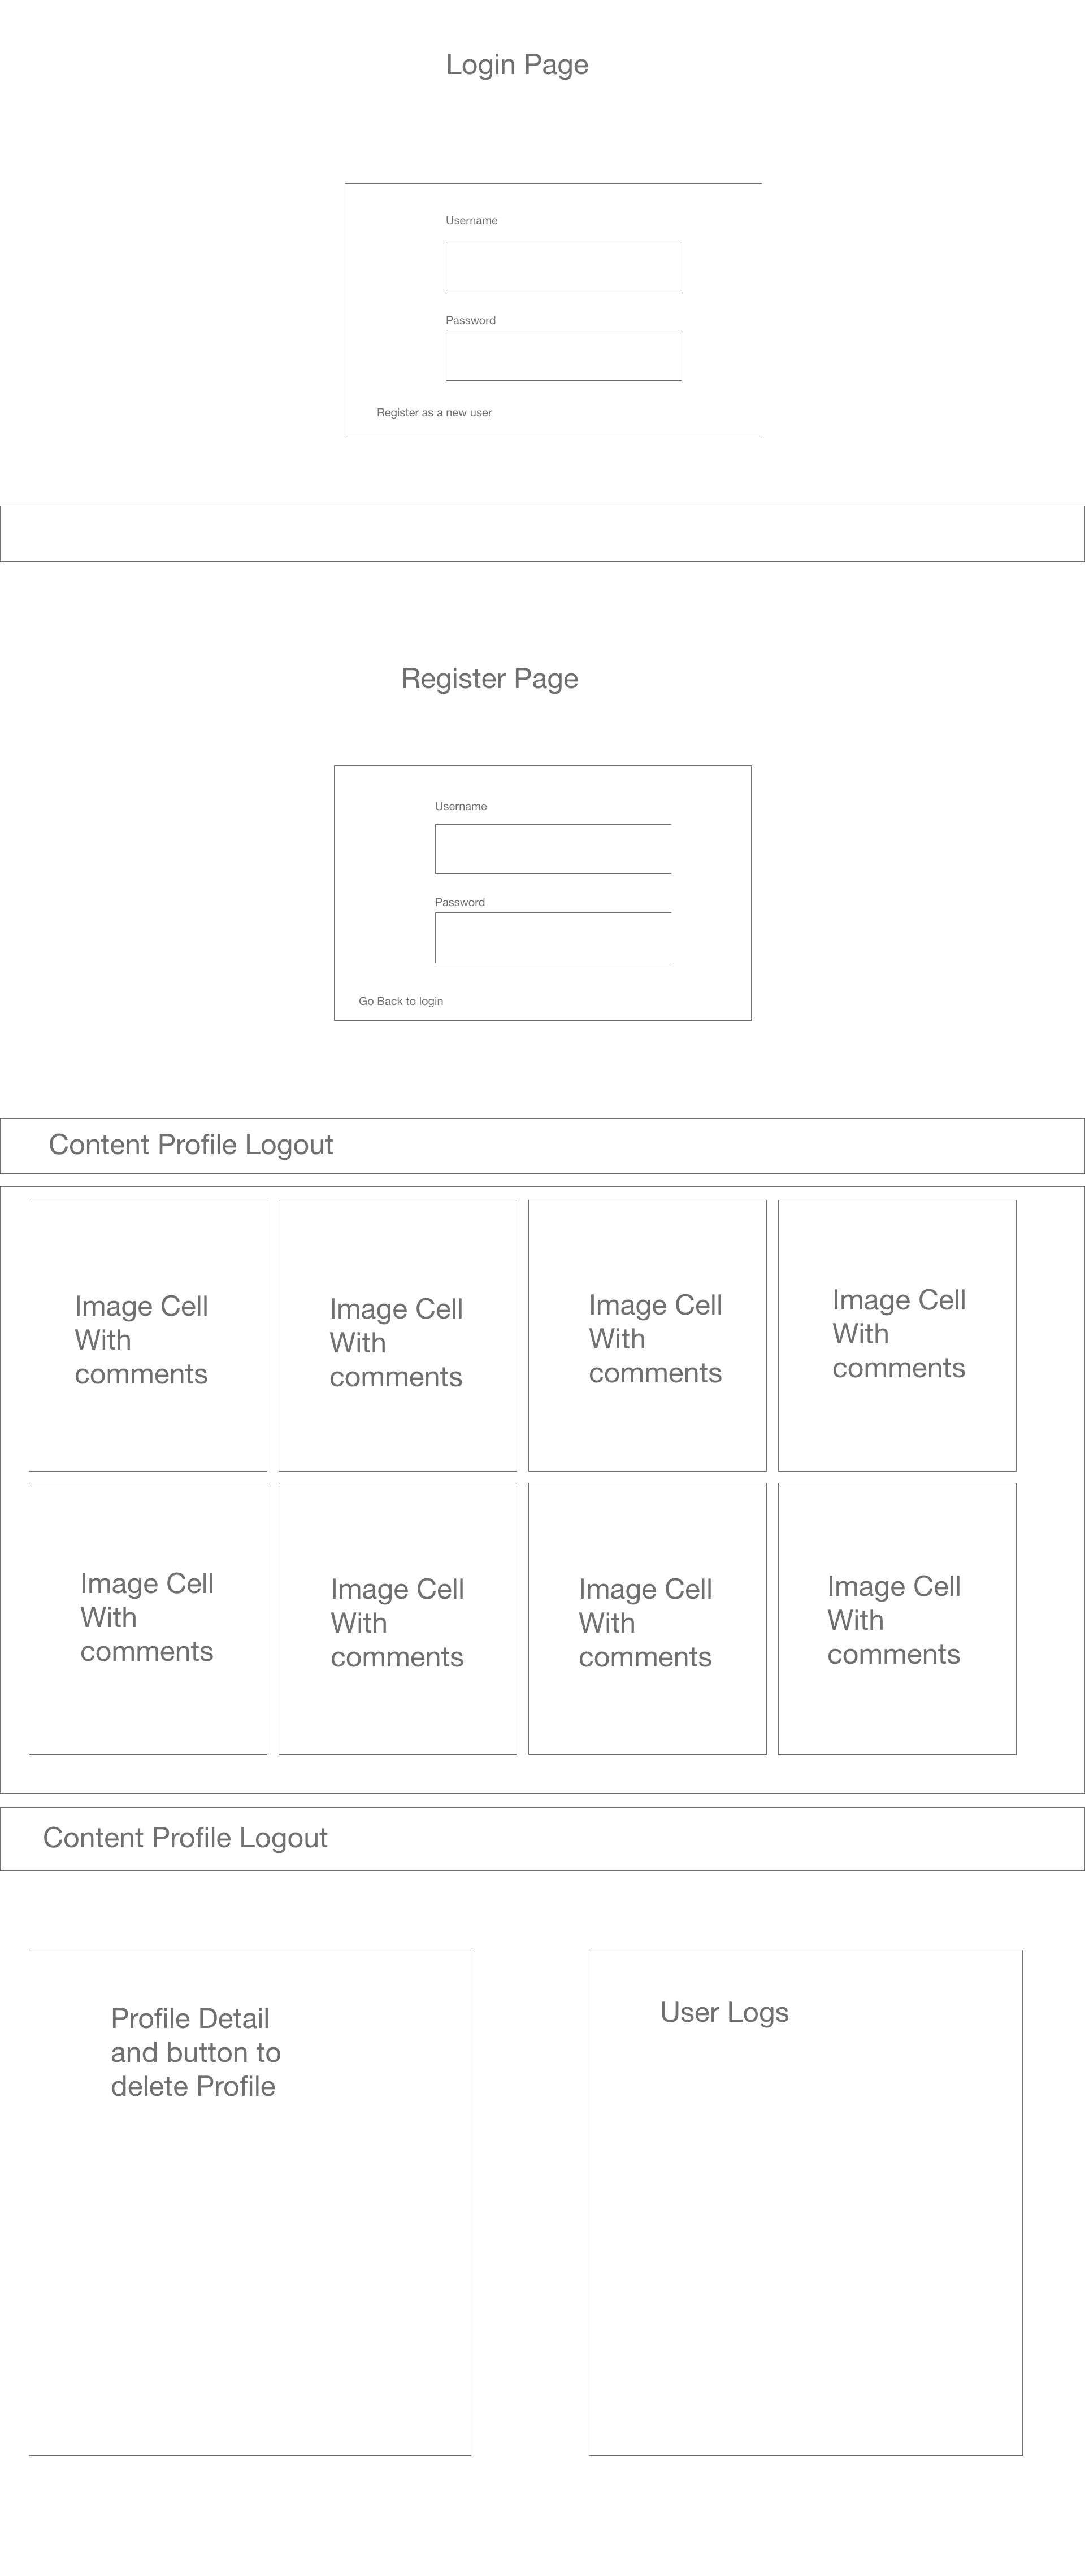 Login Page
Username
Password
Register as a new user
Register Page
Username
Password
Go Back to login
Content Profile Logout
Image Cell
With
comments
Image Cell
With
comments
Image Cell
With
comments
Image Cell
With
comments
Image Cell
With
comments
Image Cell
With
comments
Image Cell
With
comments
Image Cell
With
comments
Content Profile Logout
Profile Detail
and button to
delete Profile
User Logs